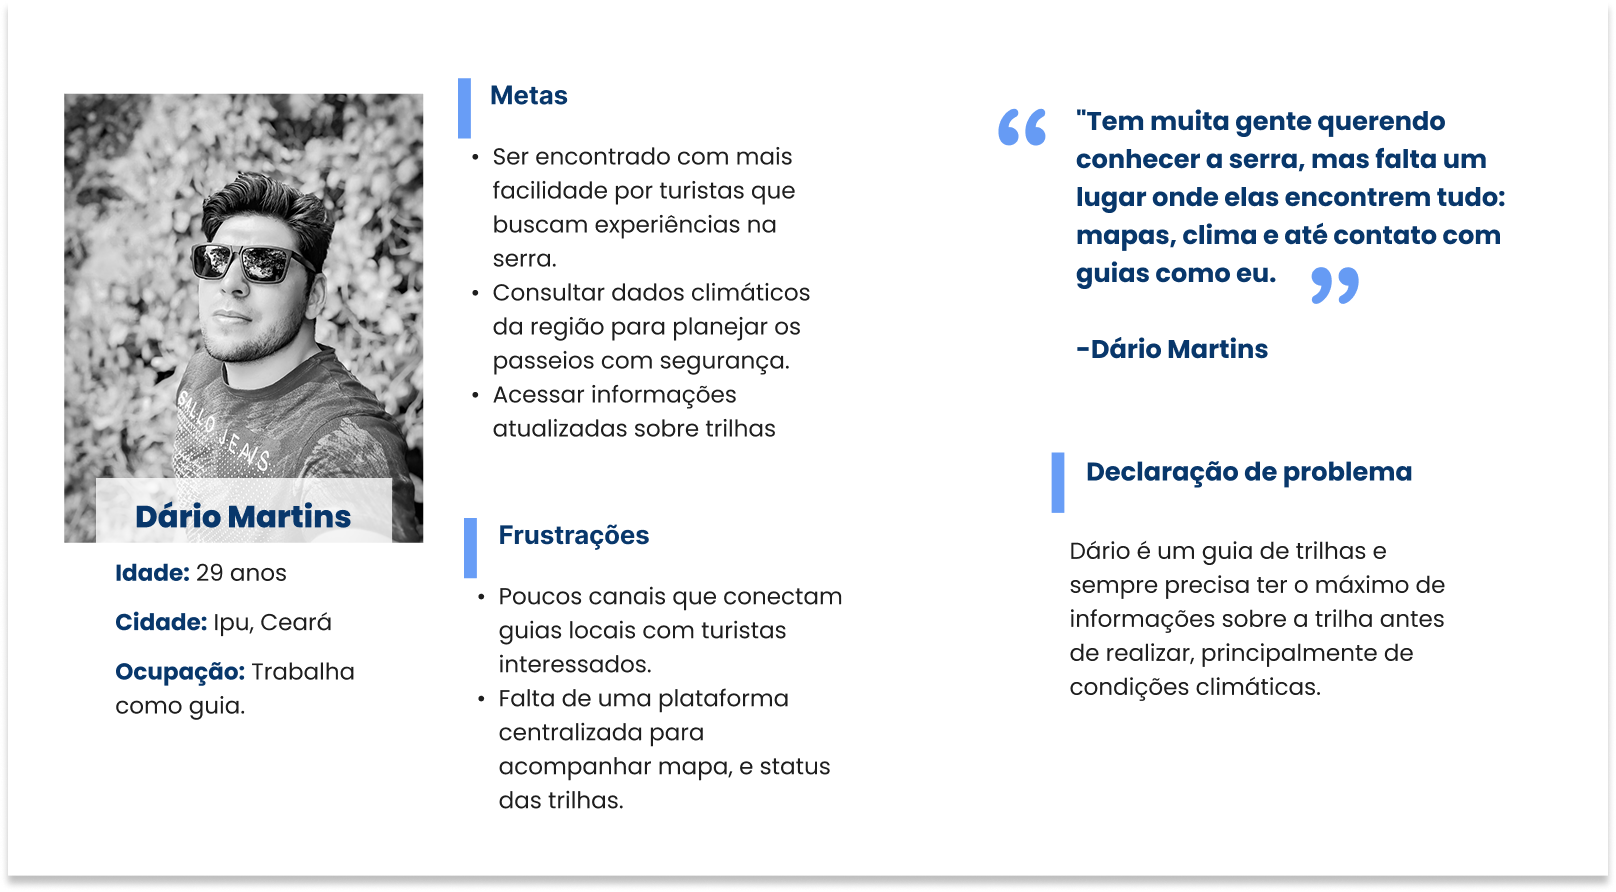 GALLO JEANS
Dário Martins
Idade: 29 anos
Cidade: Ipu, Ceará
Ocupação: Trabalha
como guia.
Metas
• Ser encontrado com mais
facilidade por turistas que
buscam experiências na
serra.
• Consultar dados climáticos
da região para planejar os
passeios com segurança.
• Acessar informações
atualizadas sobre trilhas
Frustrações
• Poucos canais que conectam
guias locais com turistas
interessados.
• Falta de uma plataforma
centralizada para
acompanhar mapa, e status
das trilhas.
“
"Tem muita gente querendo
conhecer a serra, mas falta um
lugar onde elas encontrem tudo:
mapas, clima e até contato com
guias como eu. ”
-Dário Martins
Declaração de problema
Dário é um guia de trilhas e
sempre precisa ter o máximo de
informações sobre a trilha antes
de realizar, principalmente de
condições climáticas.